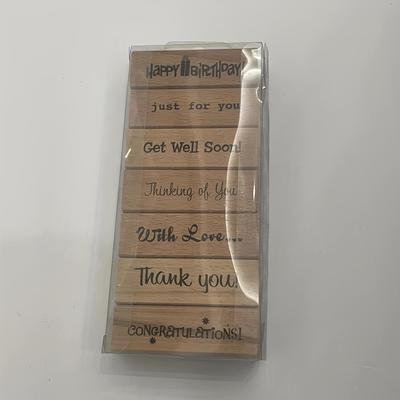 HAPPY BIRTHDAY!
just for you
Get Well Soon!
Thinking of You
With Love...
Thank you!
CONGRATULATIONS!